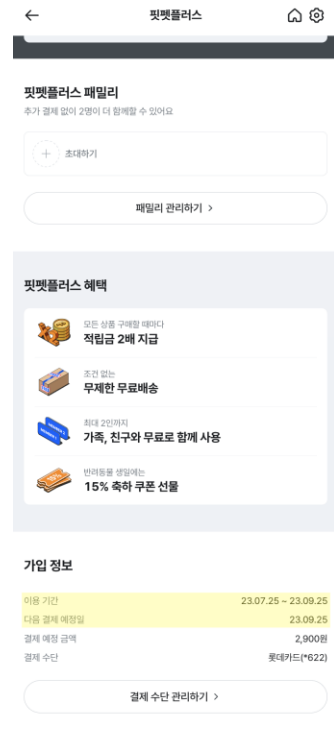 핏펫플러스
핏펫플러스 패밀리
추가 결제 없이 2명이 더 함께할 수 있어요
초대하기
패밀리 관리하기 >
핏펫플러스 혜택
모든 상품 구매할 때마다
적립금 2배 지급
조건 없는
무제한 무료배송
최대 2인까지
가족, 친구와 무료로 함께 사용
반려동물 생일에는
15% 축하 쿠폰 선물
가입 정보
이용 기간 23.07.25 ~ 23.09.25
다음 결제 예정일 23.09.25
결제 예정 금액 2,900원
결제 수단 롯데카드(*622)
결제 수단 관리하기 >